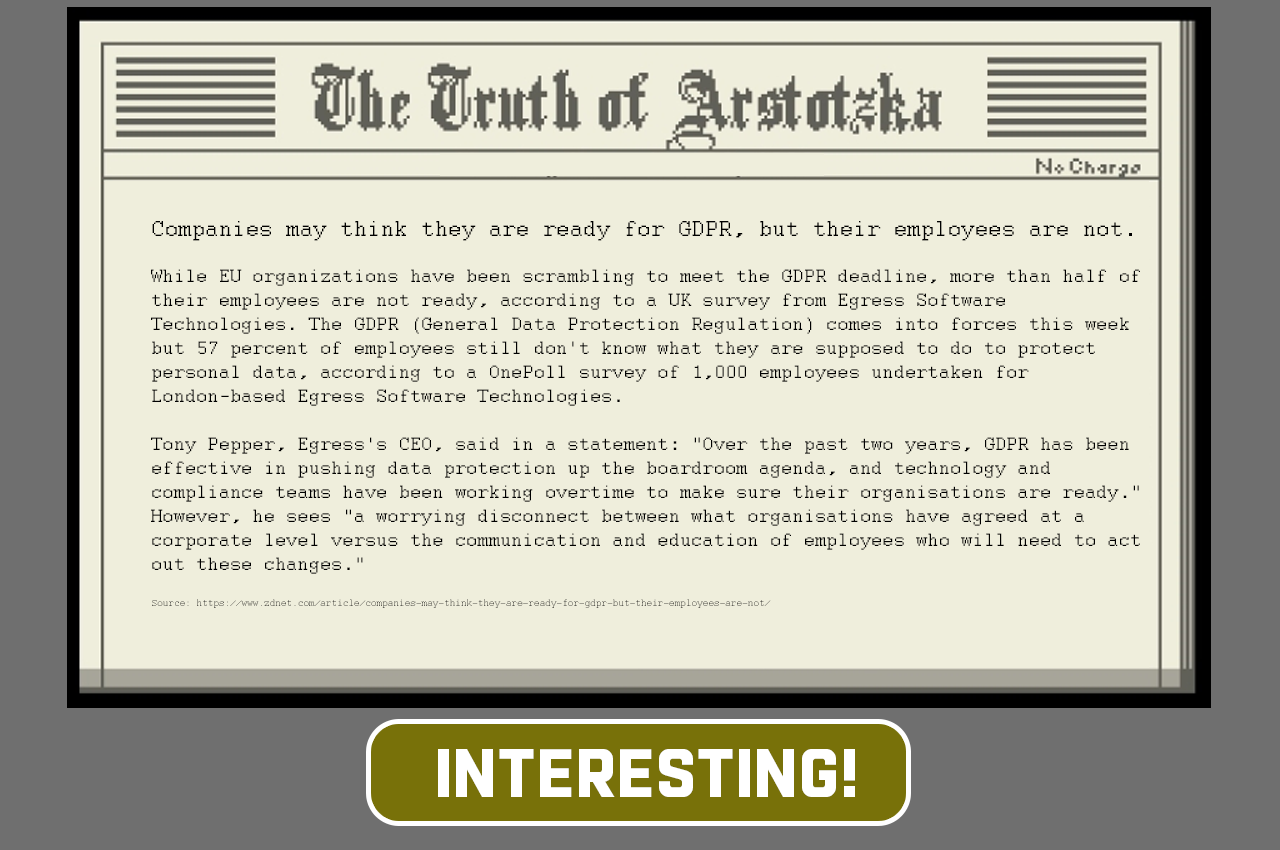 The Truth of Arstotzka
No Charge
Companies may think they are ready for GDPR, but their employees are not.
While EU organizations have been scrambling to meet the GDPR deadline, more than half of
their employees are not ready, according to a UK survey from Egress Software
Technologies. The GDPR (General Data Protection Regulation) comes into forces this week
but 57 percent of employees still don't know what they are supposed to do to protect
personal data, according to a OnePoll survey of 1,000 employees undertaken for
London-based Egress Software Technologies.
Tony Pepper, Egress's CEO, said in a statement: "Over the past two years, GDPR has been
effective in pushing data protection up the boardroom agenda, and technology and
compliance teams have been working overtime to make sure their organisations are ready."
However, he sees "a worrying disconnect between what organisations have agreed at a
corporate level versus the communication and education of employees who will need to act
out these changes."
Source: https://www.zdnet.com/article/companies-may-think-they-are-ready-for-gdpr-but-their-employees-are-not/
INTERESTING!